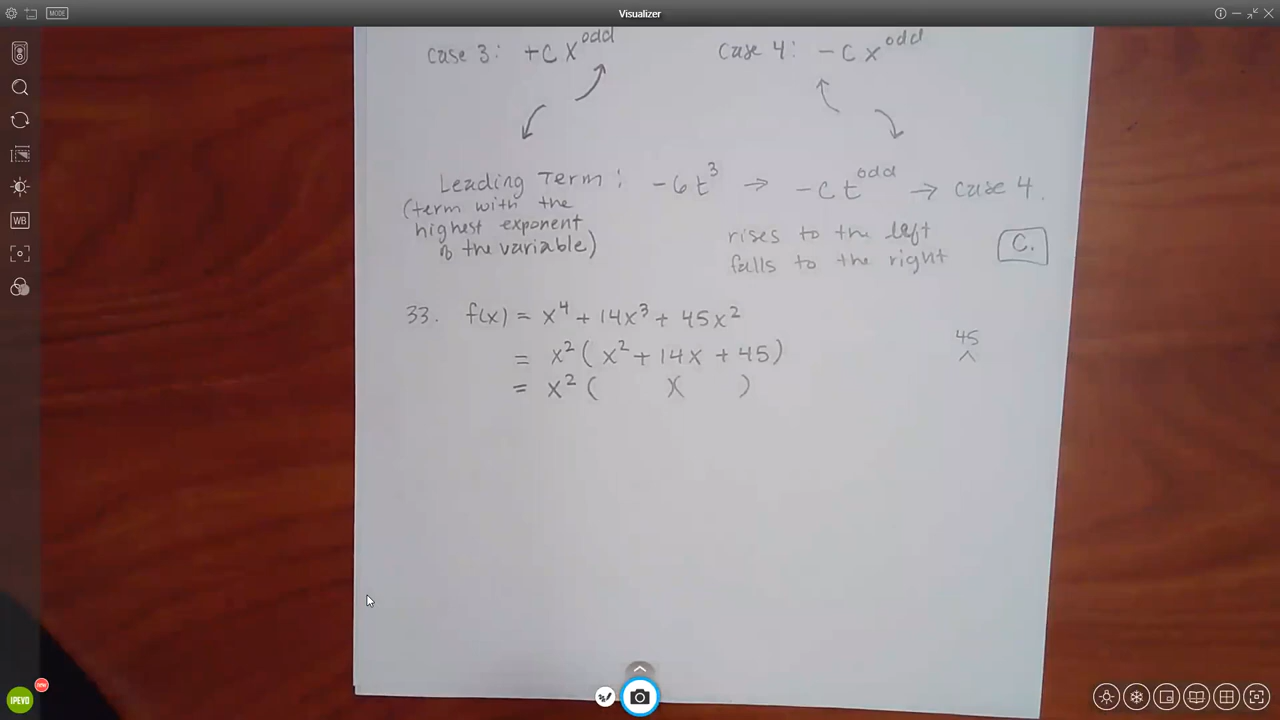 MODE
Visualizer
case 3: +c x^odd
case 4: -c x^odd
Leading Term:
(term with the
highest exponent
of the variable)
-6t^3 → -c t^odd → case 4.
rises to the left
falls to the right
C.
33. f(x) = x^4 + 14x^3 + 45x^2
= x^2 ( x^2 + 14x + 45 )
= x^2 ( )( )
45
^
WB
IPEVO